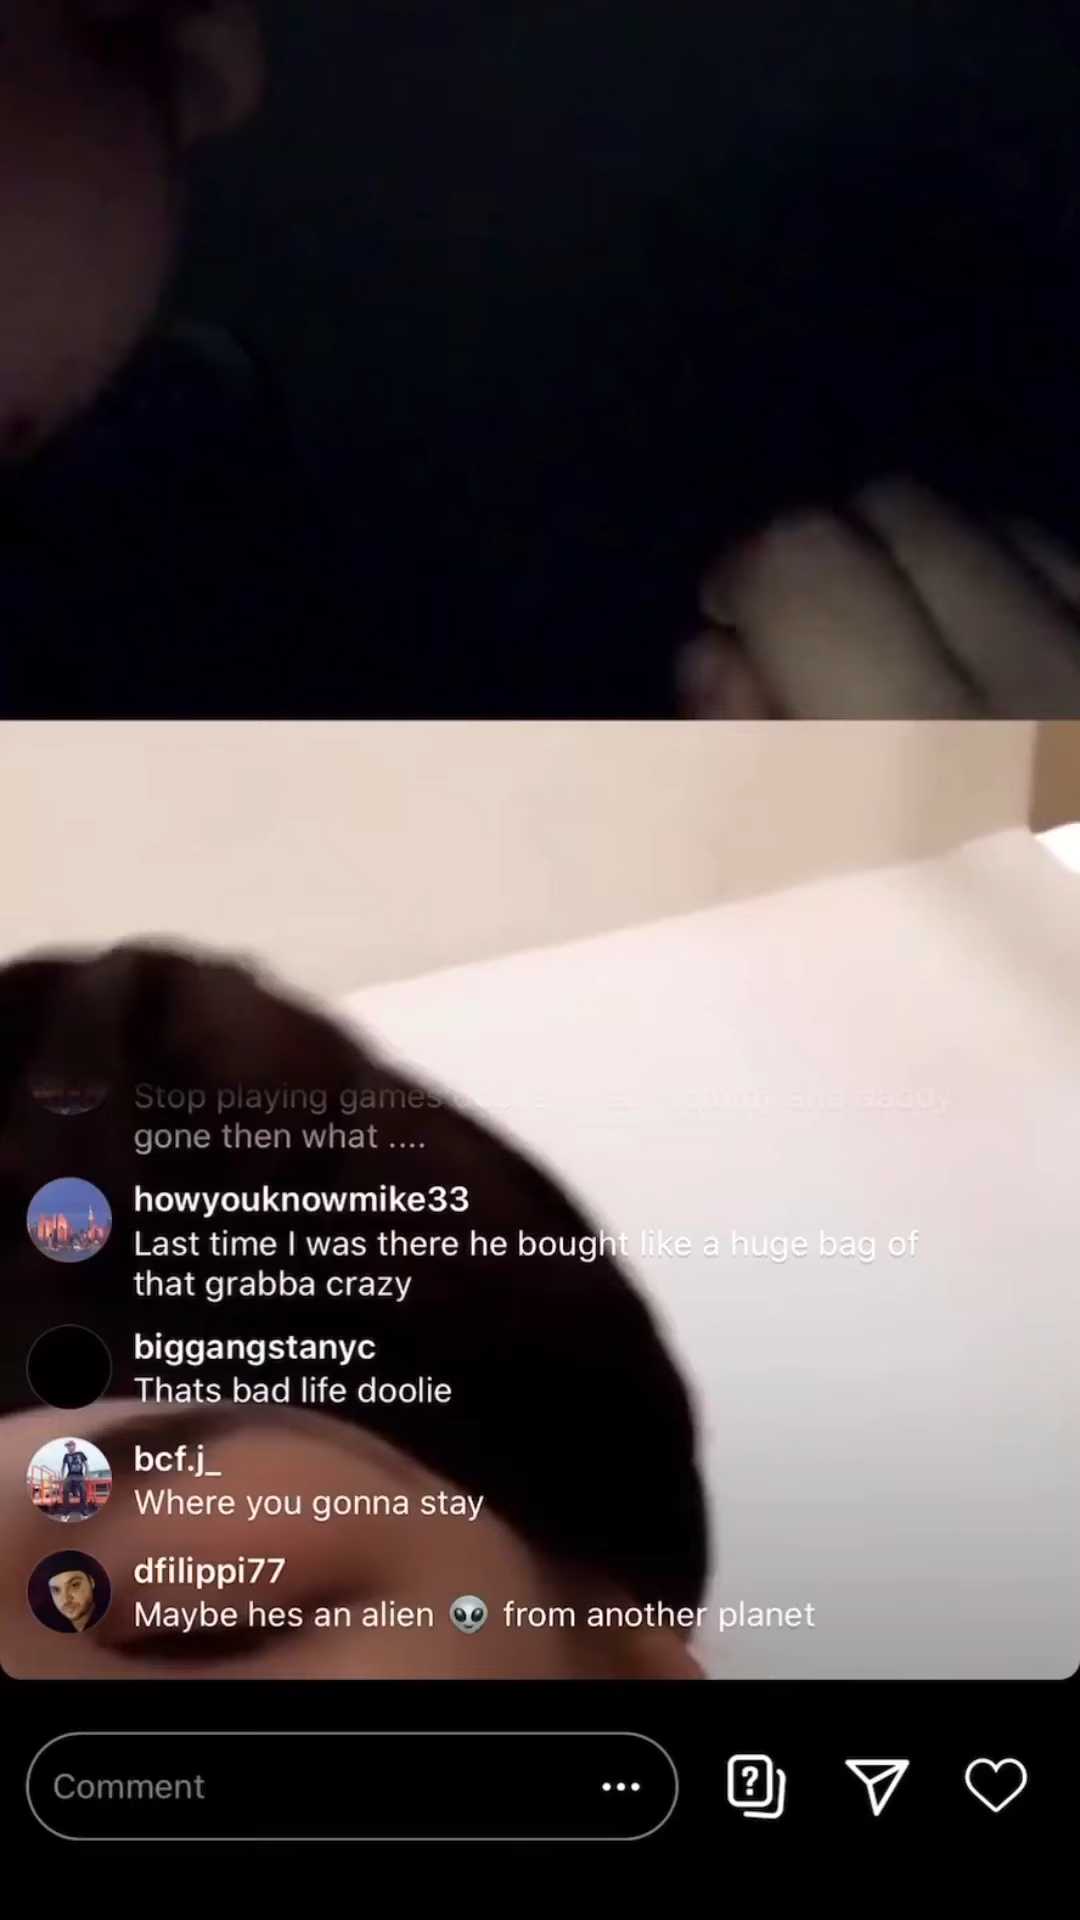 Stop playing games and daddy
gone then what ....
howyouknowmike33
Last time I was there he bought like a huge bag of
that grabba crazy
biggangstanyc
Thats bad life doolie
bcf.j_
Where you gonna stay
dfilippi77
Maybe hes an alien 👽 from another planet
Comment